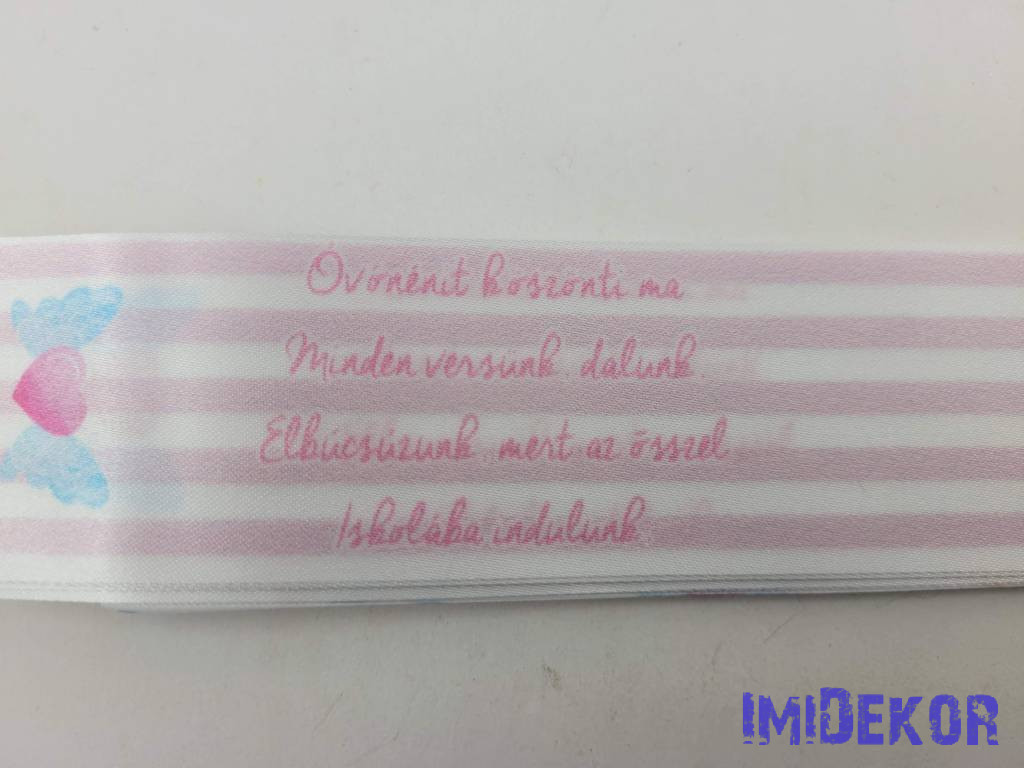 Óvónénit köszönti ma
Minden versünk, dalunk.
Elbúcsúzunk, mert az ősszel
Iskolába indulunk.
IMIDEKOR